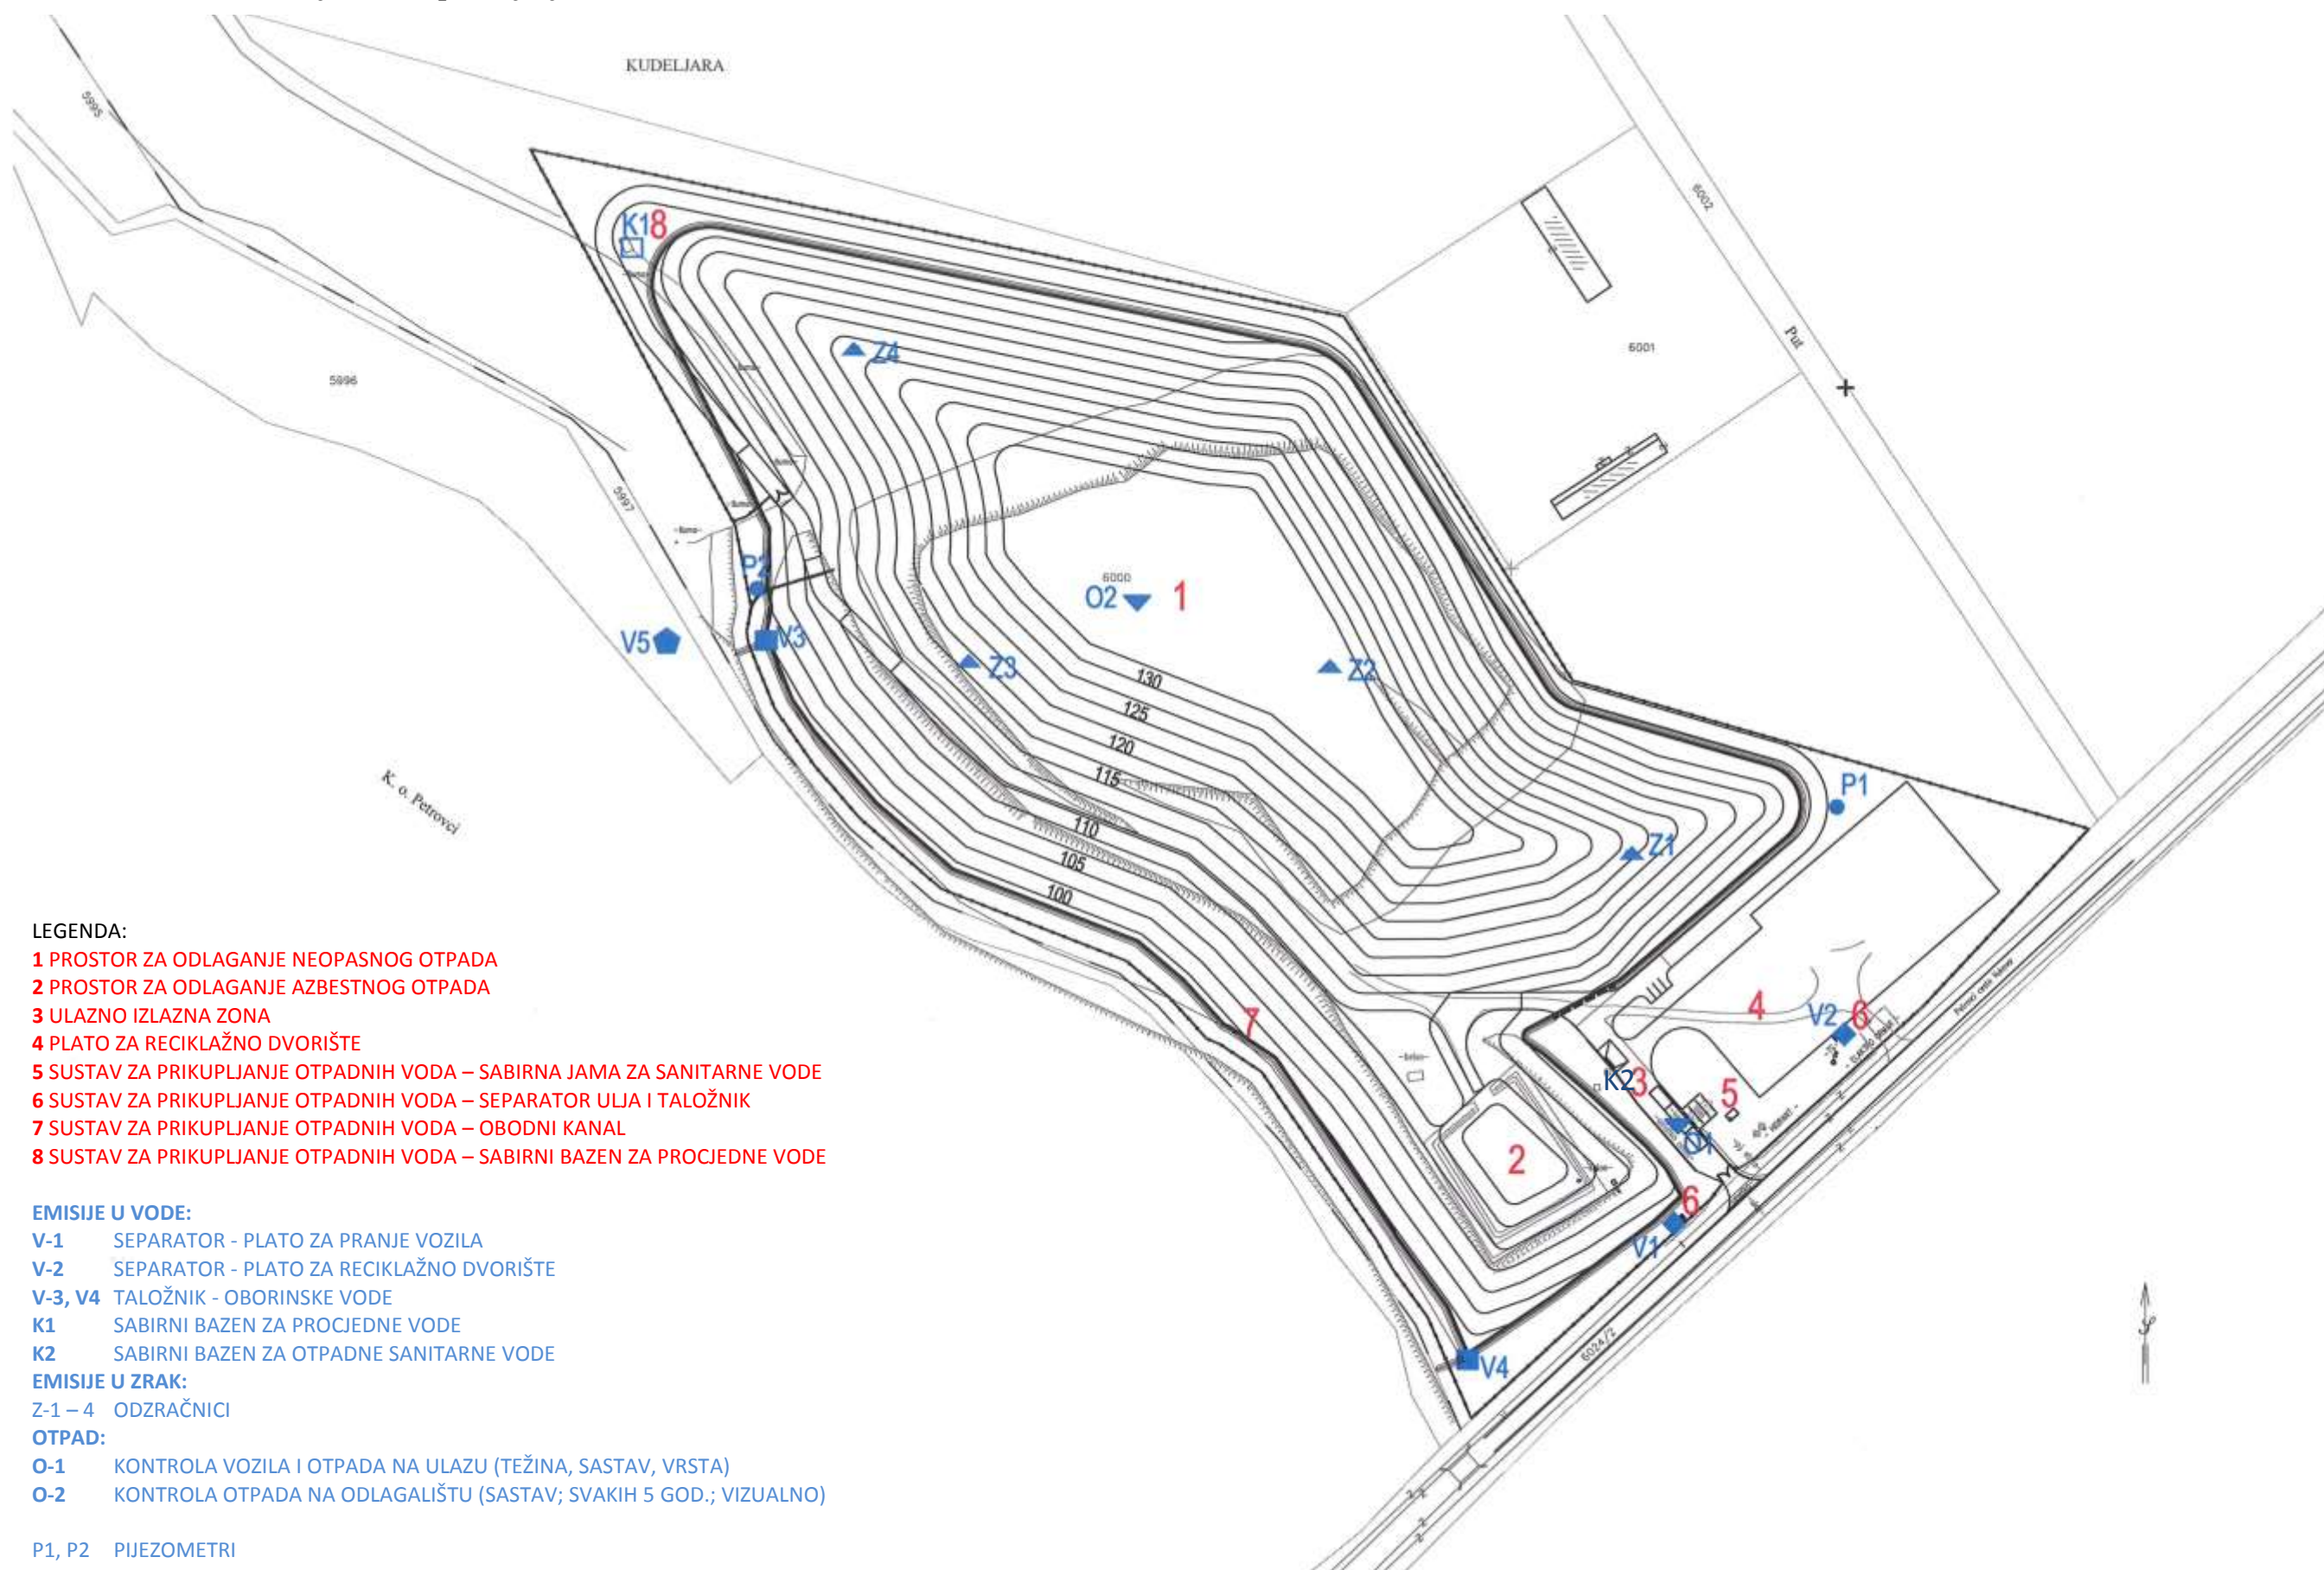 KUDELJARA
5995
6002
K1
8
Put
6001
Z4
5996
5997
P2
6000
O2
1
V5
V3
Z3
Z2
130
125
120
115
110
105
100
P1
Z1
K. o. Petrovci
7
4
V2
6
K2
3
5
O1
2
6
V1
V4
6024/2
LEGENDA:
1 PROSTOR ZA ODLAGANJE NEOPASNOG OTPADA
2 PROSTOR ZA ODLAGANJE AZBESTNOG OTPADA
3 ULAZNO IZLAZNA ZONA
4 PLATO ZA RECIKLAŽNO DVORIŠTE
5 SUSTAV ZA PRIKUPLJANJE OTPADNIH VODA – SABIRNA JAMA ZA SANITARNE VODE
6 SUSTAV ZA PRIKUPLJANJE OTPADNIH VODA – SEPARATOR ULJA I TALOŽNIK
7 SUSTAV ZA PRIKUPLJANJE OTPADNIH VODA – OBODNI KANAL
8 SUSTAV ZA PRIKUPLJANJE OTPADNIH VODA – SABIRNI BAZEN ZA PROCJEDNE VODE
EMISIJE U VODE:
V-1 SEPARATOR - PLATO ZA PRANJE VOZILA
V-2 SEPARATOR - PLATO ZA RECIKLAŽNO DVORIŠTE
V-3, V4 TALOŽNIK - OBORINSKE VODE
K1 SABIRNI BAZEN ZA PROCJEDNE VODE
K2 SABIRNI BAZEN ZA OTPADNE SANITARNE VODE
EMISIJE U ZRAK:
Z-1 – 4 ODZRAČNICI
OTPAD:
O-1 KONTROLA VOZILA I OTPADA NA ULAZU (TEŽINA, SASTAV, VRSTA)
O-2 KONTROLA OTPADA NA ODLAGALIŠTU (SASTAV; SVAKIH 5 GOD.; VIZUALNO)
P1, P2 PIJEZOMETRI